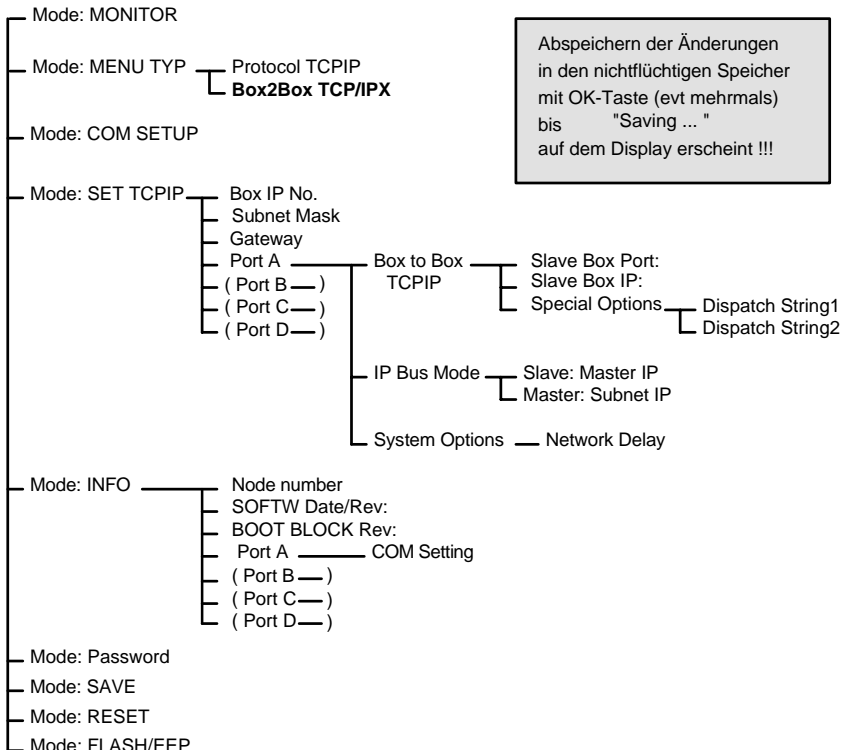 Mode: MONITOR
Mode: MENU TYP
Protocol TCPIP
Box2Box TCP/IPX
Abspeichern der Änderungen
in den nichtflüchtigen Speicher
mit OK-Taste (evt mehrmals)
bis "Saving ... "
auf dem Display erscheint !!!
Mode: COM SETUP
Mode: SET TCPIP
Box IP No.
Subnet Mask
Gateway
Port A
( Port B )
( Port C )
( Port D )
Box to Box
TCPIP
Slave Box Port:
Slave Box IP:
Special Options
Dispatch String1
Dispatch String2
IP Bus Mode
Slave: Master IP
Master: Subnet IP
System Options
Network Delay
Mode: INFO
Node number
SOFTW Date/Rev:
BOOT BLOCK Rev:
Port A
COM Setting
( Port B )
( Port C )
( Port D )
Mode: Password
Mode: SAVE
Mode: RESET
Mode: FLASH/EEP